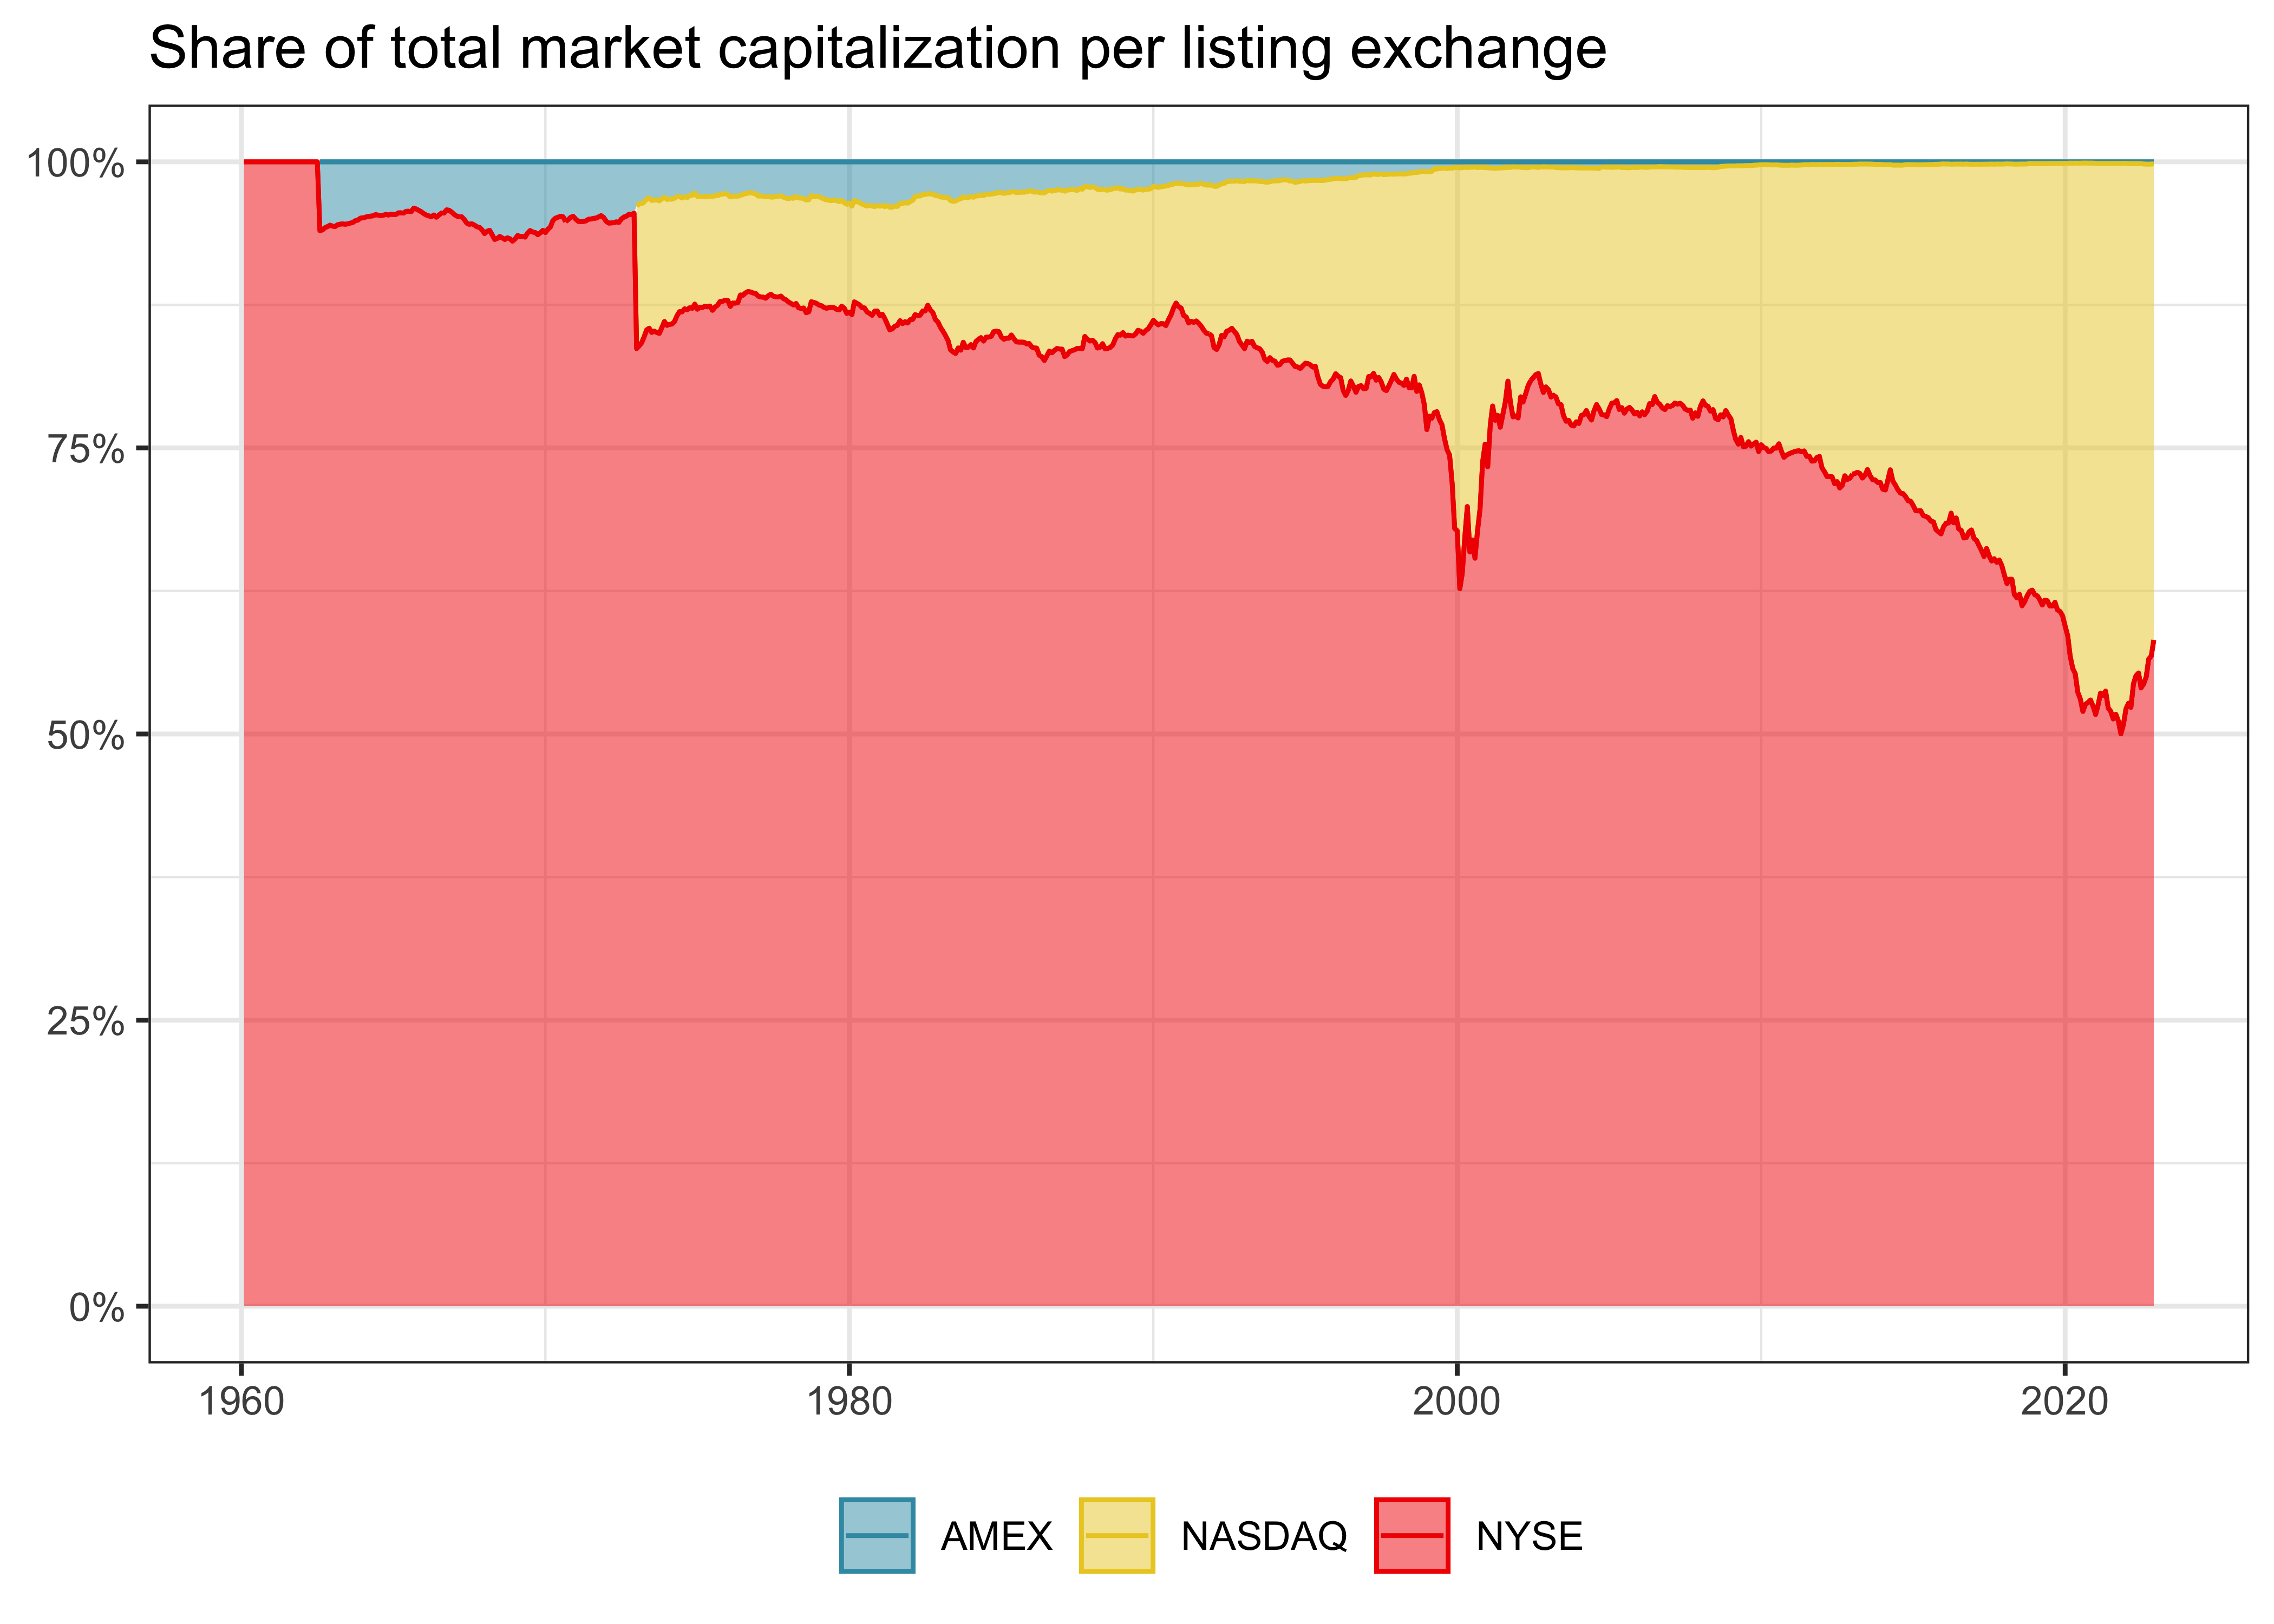 Share of total market capitalization per listing exchange
100%
75%
50%
25%
0%
1960 1980 2000 2020
AMEX NASDAQ NYSE